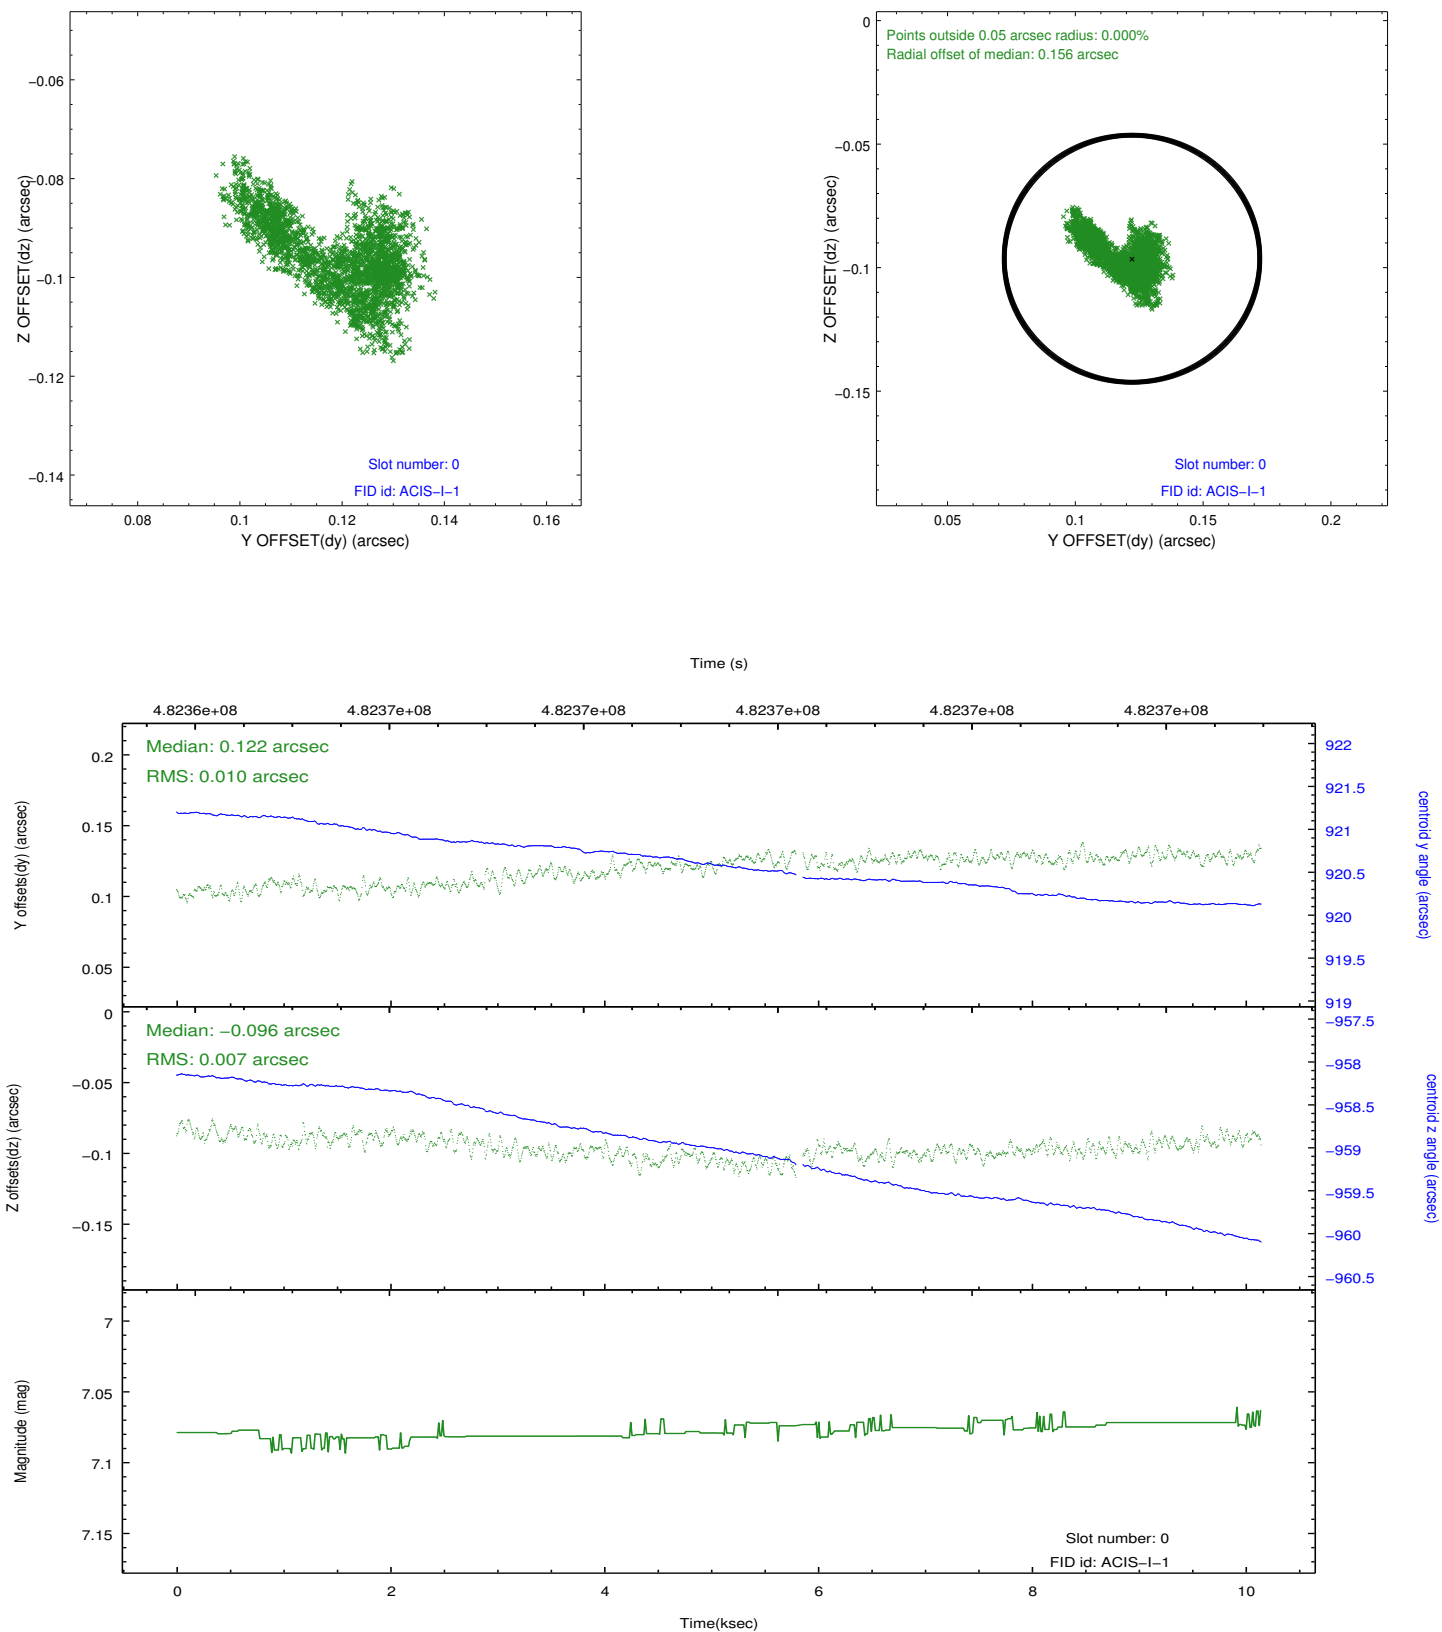 −0.06
−0.08
−0.1
−0.12
−0.14
Z OFFSET(dz) (arcsec)
Slot number: 0
FID id: ACIS−I−1
0.08 0.1 0.12 0.14 0.16
Y OFFSET(dy) (arcsec)
Points outside 0.05 arcsec radius: 0.000%
Radial offset of median: 0.156 arcsec
0
−0.05
−0.1
−0.15
Z OFFSET(dz) (arcsec)
Slot number: 0
FID id: ACIS−I−1
0.05 0.1 0.15 0.2
Y OFFSET(dy) (arcsec)
Time (s)
4.8236e+08 4.8237e+08 4.8237e+08 4.8237e+08 4.8237e+08 4.8237e+08
Median: 0.122 arcsec
RMS: 0.010 arcsec
0.2
0.15
0.1
0.05
Y offsets(dy) (arcsec)
922
921.5
921
920.5
920
919.5
919
centroid y angle (arcsec)
Median: −0.096 arcsec
RMS: 0.007 arcsec
0
−0.05
−0.1
−0.15
Z offsets(dz) (arcsec)
−957.5
−958
−958.5
−959
−959.5
−960
−960.5
centroid z angle (arcsec)
7
7.05
7.1
7.15
Magnitude (mag)
Slot number: 0
FID id: ACIS−I−1
0 2 4 6 8 10
Time(ksec)